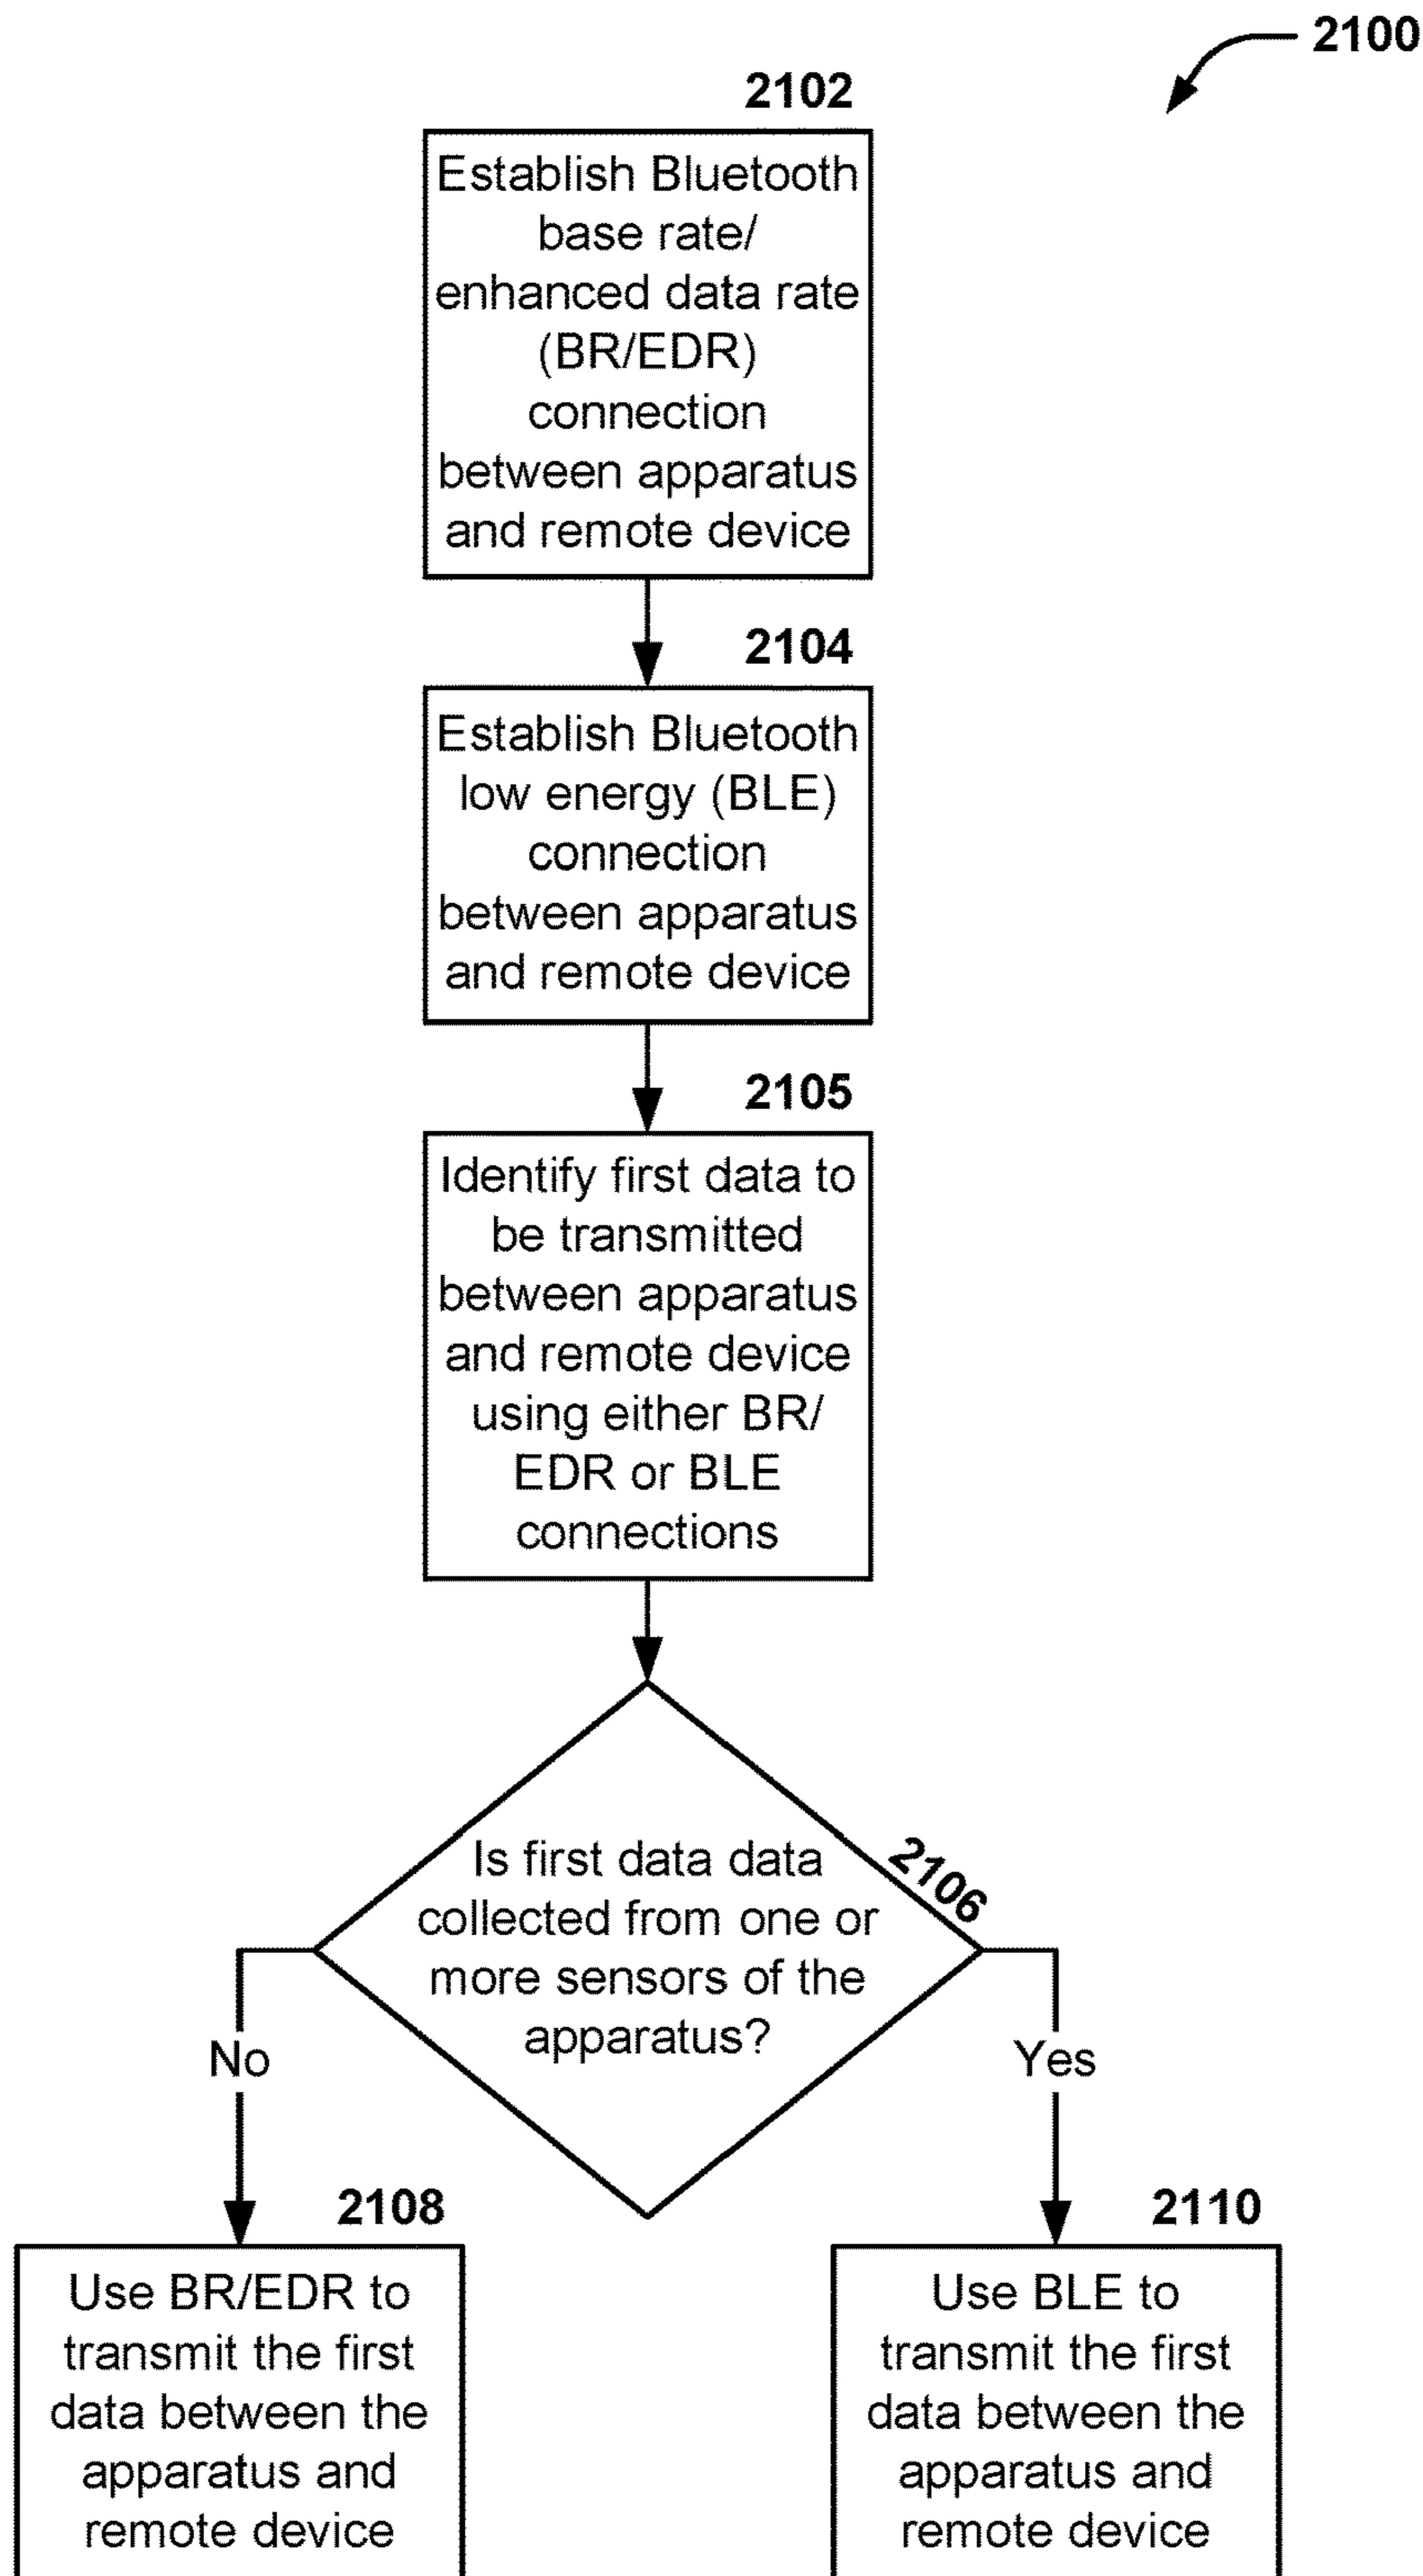 2100
2102
Establish Bluetooth
base rate/
enhanced data rate
(BR/EDR)
connection
between apparatus
and remote device
2104
Establish Bluetooth
low energy (BLE)
connection
between apparatus
and remote device
2105
Identify first data to
be transmitted
between apparatus
and remote device
using either BR/
EDR or BLE
connections
2106
Is first data data
collected from one or
more sensors of the
apparatus?
No
Yes
2108
Use BR/EDR to
transmit the first
data between the
apparatus and
remote device
2110
Use BLE to
transmit the first
data between the
apparatus and
remote device